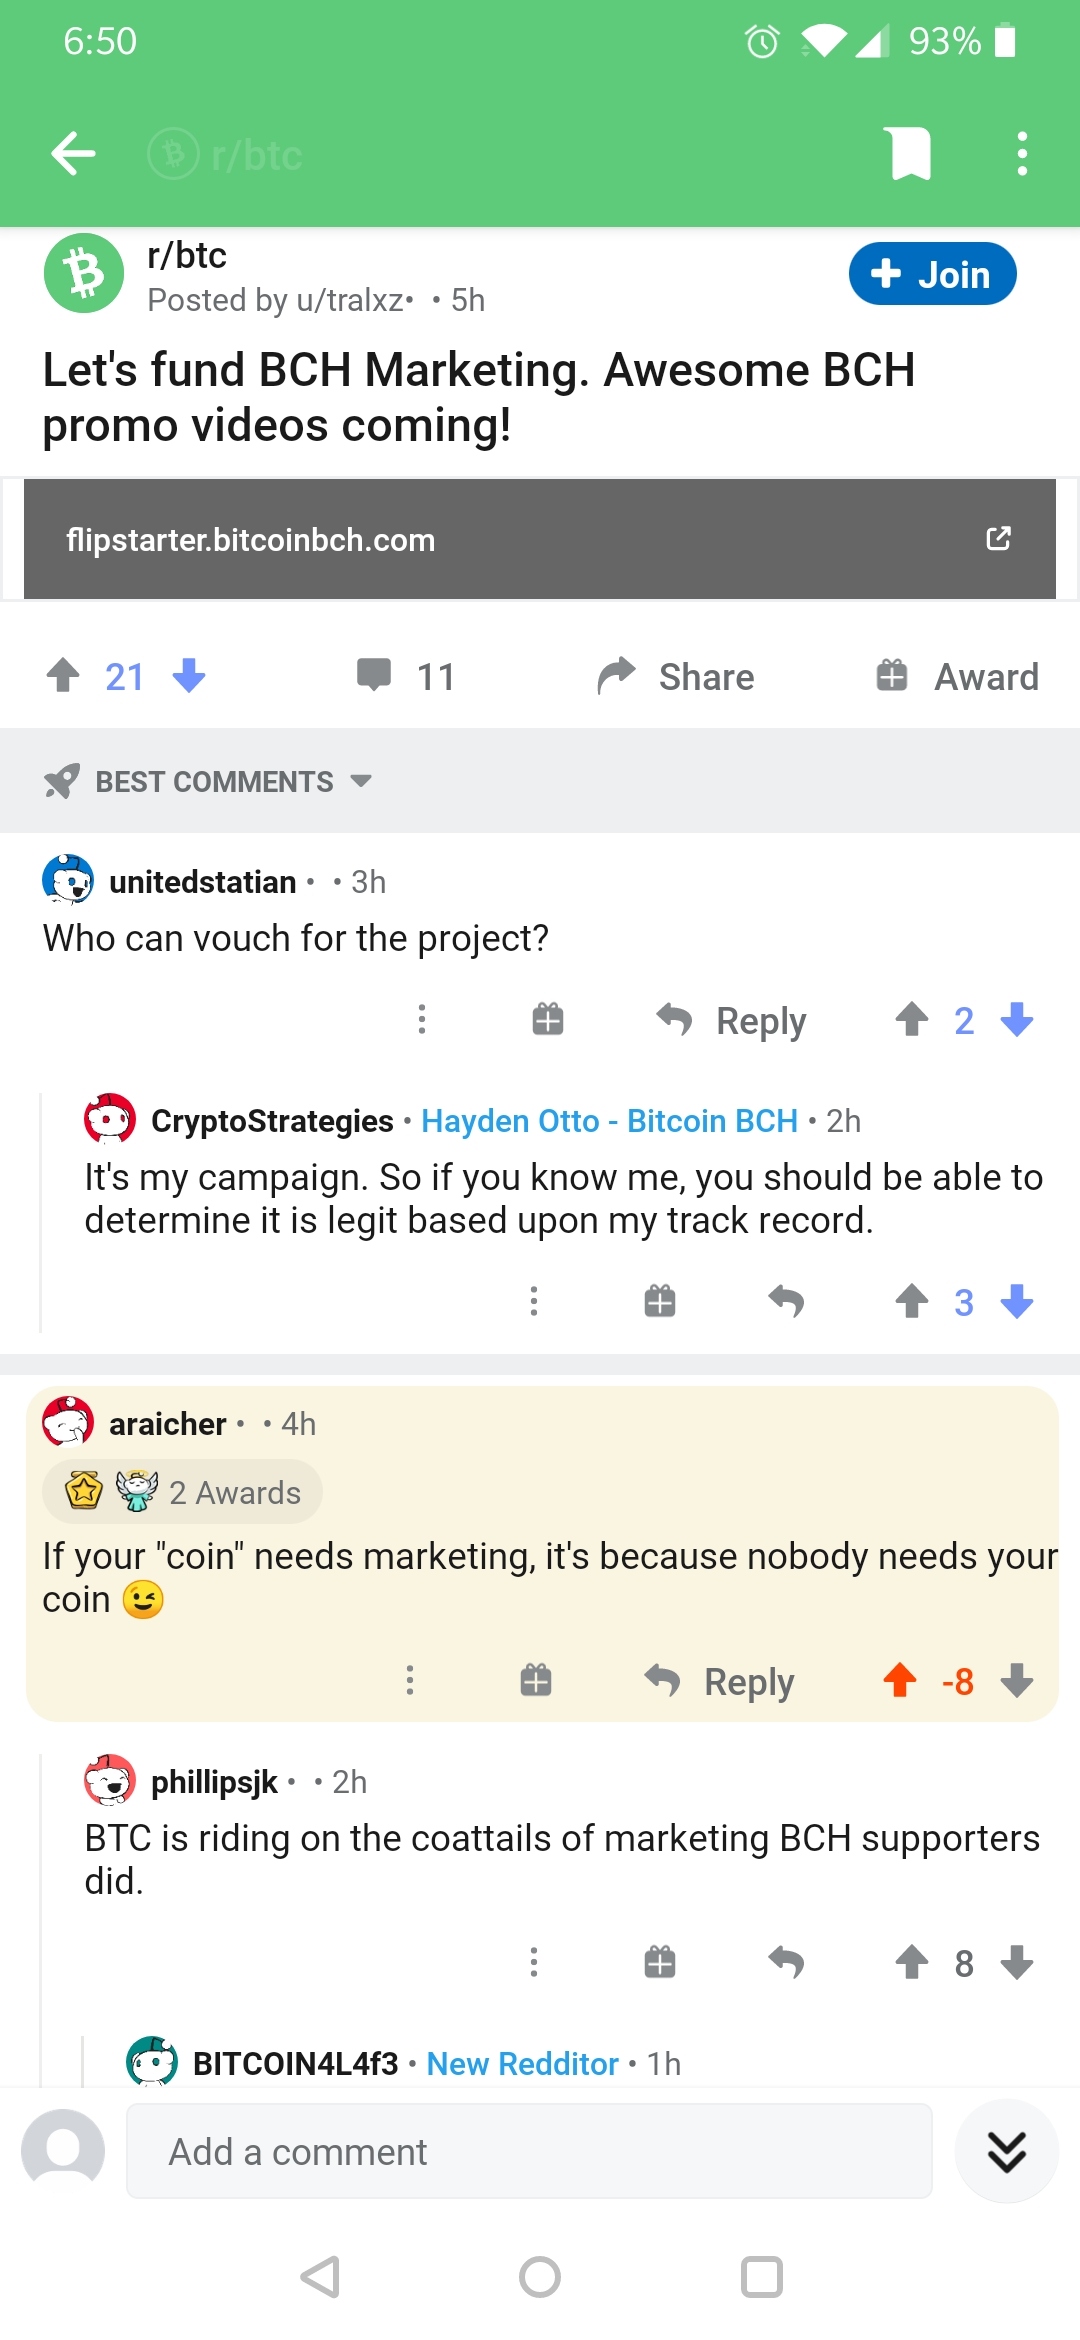 6:50
93%
r/btc
r/btc
Posted by u/tralxz • • 5h
Join
Let's fund BCH Marketing. Awesome BCH
promo videos coming!
flipstarter.bitcoinbch.com
21
11
Share
Award
BEST COMMENTS
unitedstatian • • 3h
Who can vouch for the project?
Reply
2
CryptoStrategies • Hayden Otto - Bitcoin BCH • 2h
It's my campaign. So if you know me, you should be able to
determine it is legit based upon my track record.
3
araicher • • 4h
2 Awards
If your "coin" needs marketing, it's because nobody needs your
coin 😉
Reply
-8
phillipsjk • • 2h
BTC is riding on the coattails of marketing BCH supporters
did.
8
BITCOIN4L4f3 • New Redditor • 1h
Add a comment